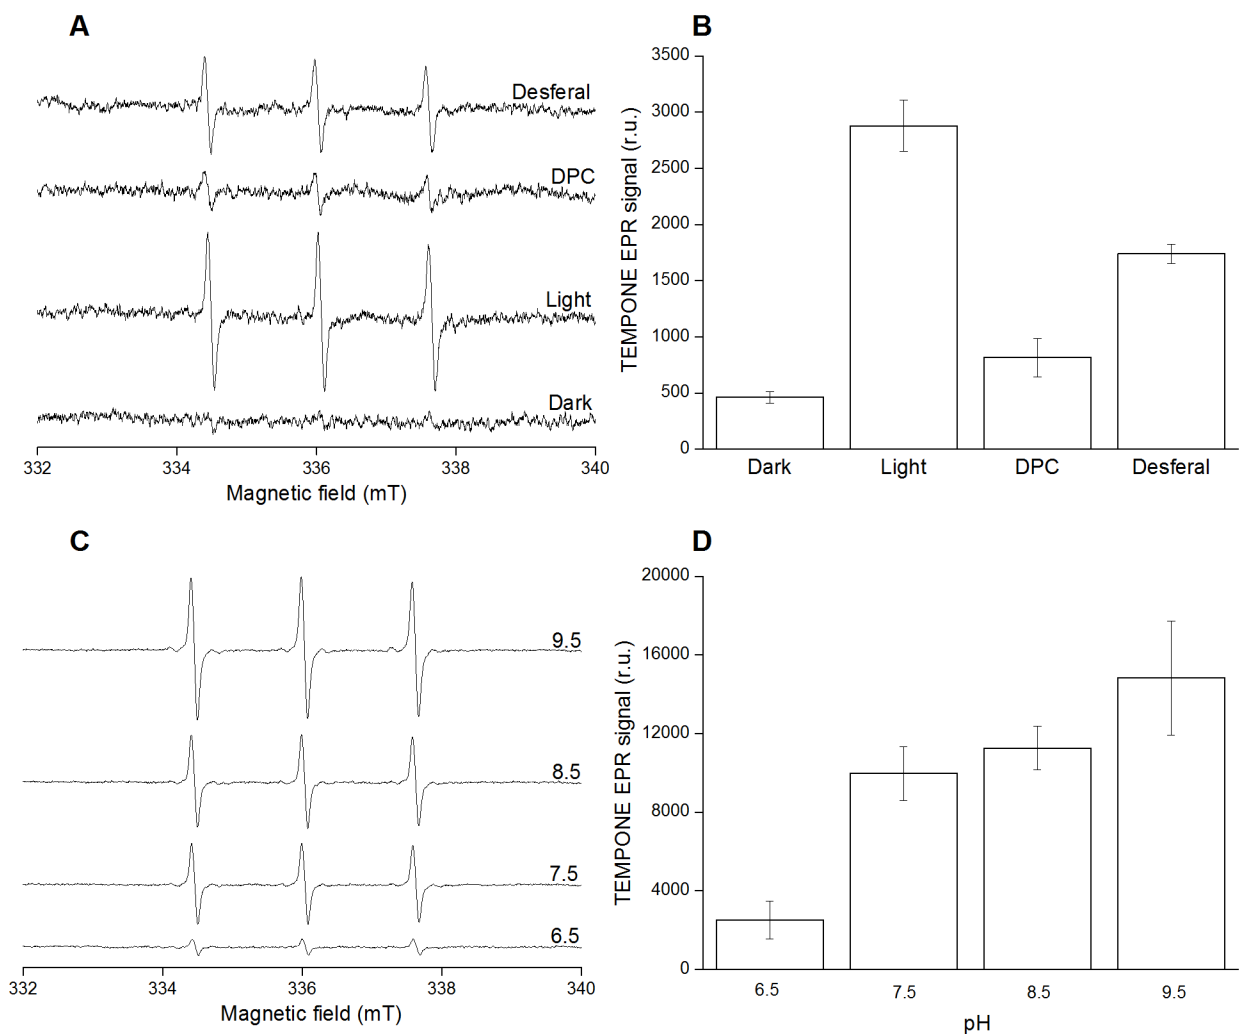 A
Desferal
DPC
Light
Dark
332 334 336 338 340
Magnetic field (mT)
B
TEMPONE EPR signal (r.u.)
3500
3000
2500
2000
1500
1000
500
0
Dark Light DPC Desferal
C
9.5
8.5
7.5
6.5
332 334 336 338 340
Magnetic field (mT)
D
TEMPONE EPR signal (r.u.)
20000
16000
12000
8000
4000
0
6.5 7.5 8.5 9.5
pH